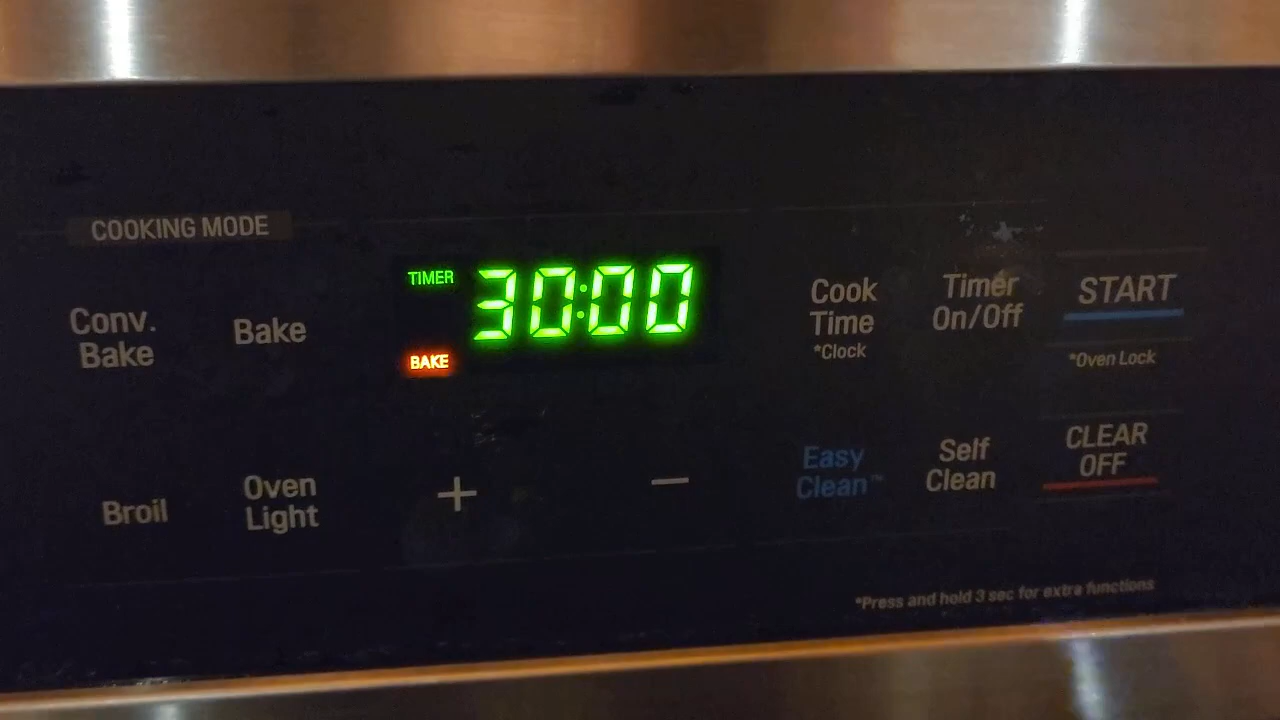 COOKING MODE
Conv.
Bake
Bake
Broil
Oven
Light
TIMER
30:00
BAKE
+
−
Cook
Time
*Clock
Timer
On/Off
START
*Oven Lock
Easy
Clean™
Self
Clean
CLEAR
OFF
*Press and hold 3 sec for extra functions